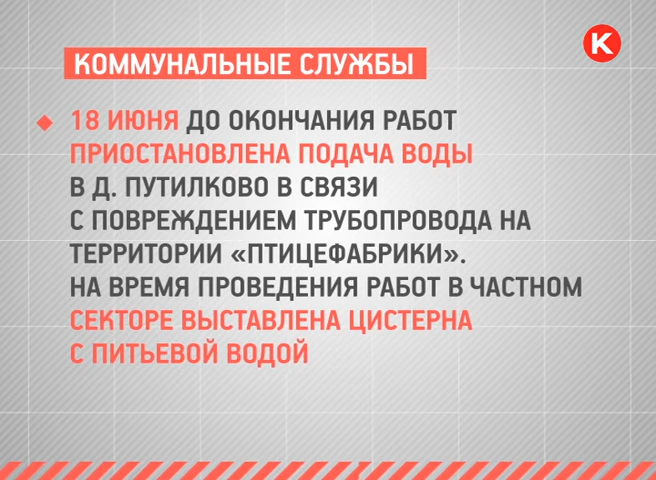 К
КОММУНАЛЬНЫЕ СЛУЖБЫ
18 ИЮНЯ ДО ОКОНЧАНИЯ РАБОТ
ПРИОСТАНОВЛЕНА ПОДАЧА ВОДЫ
В Д. ПУТИЛКОВО В СВЯЗИ
С ПОВРЕЖДЕНИЕМ ТРУБОПРОВОДА НА
ТЕРРИТОРИИ «ПТИЦЕФАБРИКИ».
НА ВРЕМЯ ПРОВЕДЕНИЯ РАБОТ В ЧАСТНОМ
СЕКТОРЕ ВЫСТАВЛЕНА ЦИСТЕРНА
С ПИТЬЕВОЙ ВОДОЙ